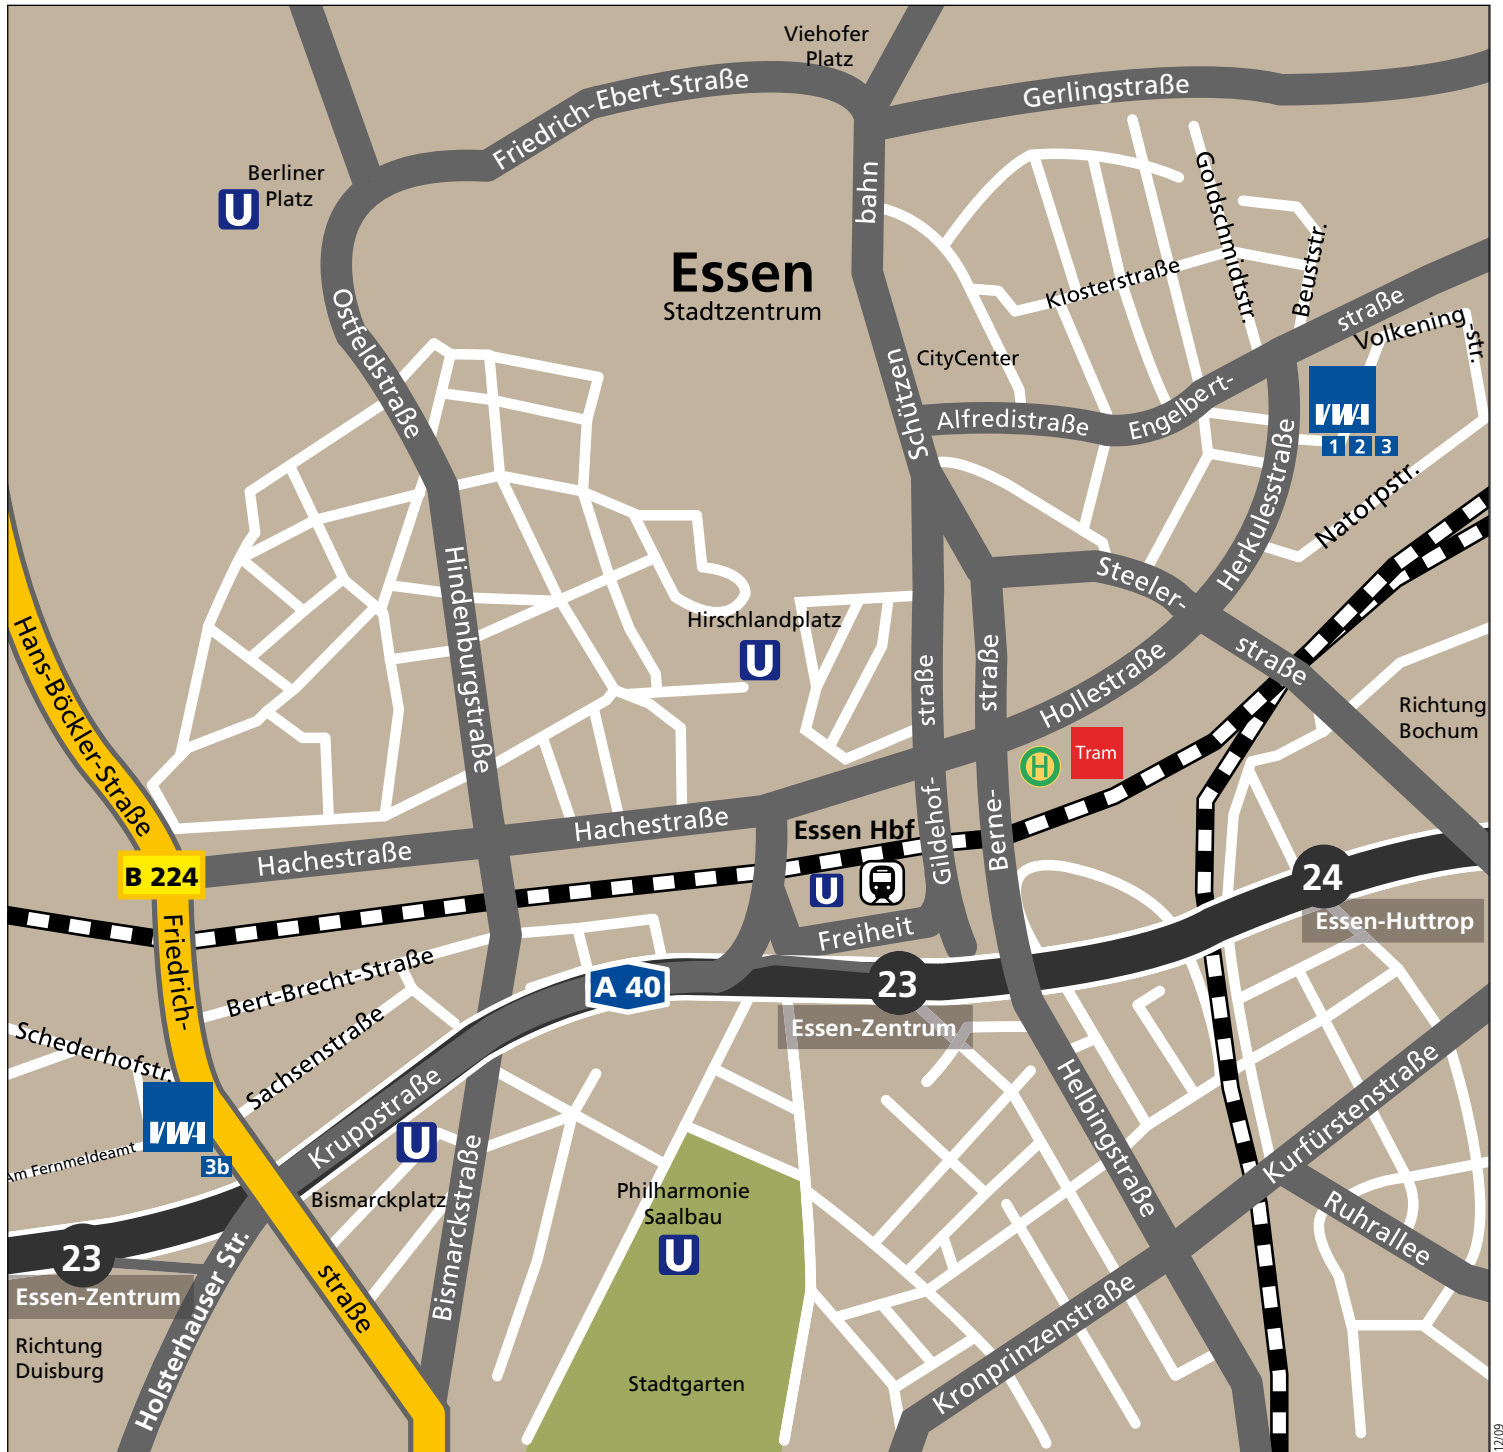 Viehofer
Platz
Friedrich-Ebert-Straße
Gerlingstraße
Berliner
Platz
U
bahn
Goldschmidtstr.
Beuststr.
Essen
Stadtzentrum
Klosterstraße
straße
Volkening-
str.
Ostfeldstraße
CityCenter
Schützen
Alfredistraße
Engelbert-
VWA
1 2 3
Herkulesstraße
Natorpstr.
Hindenburgstraße
Steeler-
straße
Hirschlandplatz
U
straße
straße
Hollestraße
Hans-Böckler-Straße
Richtung
Bochum
H
Tram
Hachestraße
Hachestraße
Essen Hbf
Gildehof-
Berne-
B 224
U
24
Essen-Huttrop
Friedrich-
Freiheit
Bert-Brecht-Straße
A 40
23
Essen-Zentrum
Schederhofstr.
Sachsenstraße
Kruppstraße
Helbingstraße
Kurfürstenstraße
VWA
3b
Am Fernmeldeamt
U
Bismarckplatz
Bismarckstraße
Philharmonie
Saalbau
U
Ruhrallee
23
Essen-Zentrum
Holsterhauser Str.
straße
Richtung
Duisburg
Stadtgarten
Kronprinzenstraße
12/09